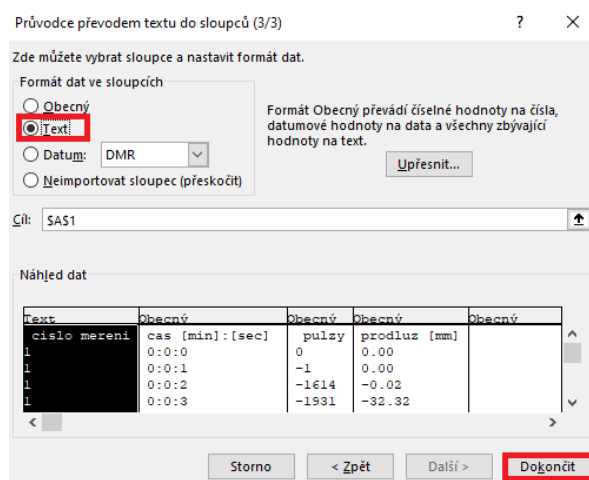 Průvodce převodem textu do sloupců (3/3) ? ×
Zde můžete vybrat sloupce a nastavit formát dat.
Formát dat ve sloupcích
Obecný
Text
Datum: DMR
Neimportovat sloupec (přeskočit)
Formát Obecný převádí číselné hodnoty na čísla,
datumové hodnoty na data a všechny zbývající
hodnoty na text.
Upřesnit...
Cíl: $A$1
Náhled dat
Text Obecný Obecný Obecný Obecný
cislo mereni cas [min]:[sec] pulzy prodluz [mm]
1 0:0:0 0 0.00
1 0:0:1 -1 0.00
1 0:0:2 -1614 -0.02
1 0:0:3 -1931 -32.32
Storno < Zpět Další > Dokončit